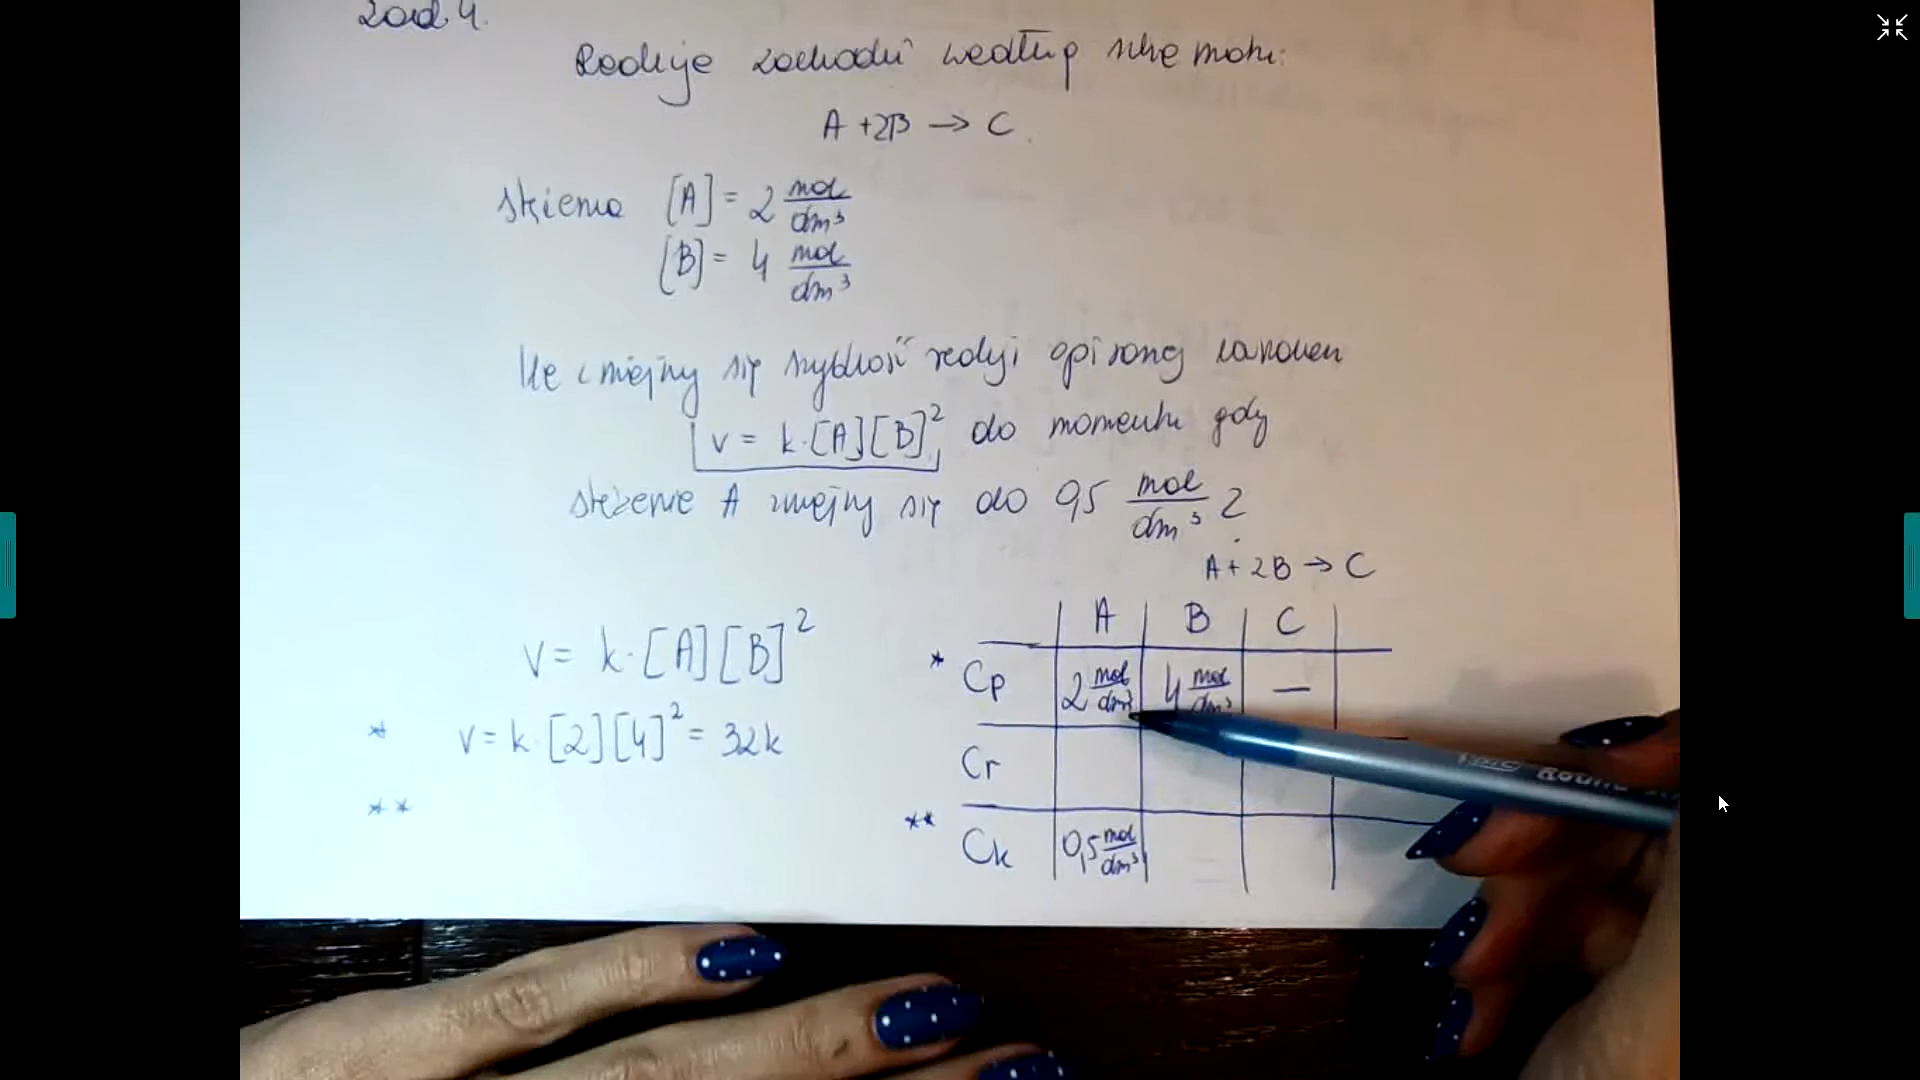 Zad 4.
Reakcja zachodzi według schematu:
A + 2B → C
stężenia [A] = 2 mol/dm³
[B] = 4 mol/dm³
Ile zmniejszy się szybkość reakcji opisanej równaniem
v = k·[A][B]² do momentu gdy
stężenie A zmniejszy się do 0,5 mol/dm³?
A + 2B → C
v = k·[A][B]²
* v = k·[2][4]² = 32k
**
A B C
* Cp 2 mol/dm³ 4 mol/dm³ —
Cr
** Ck 0,5 mol/dm³